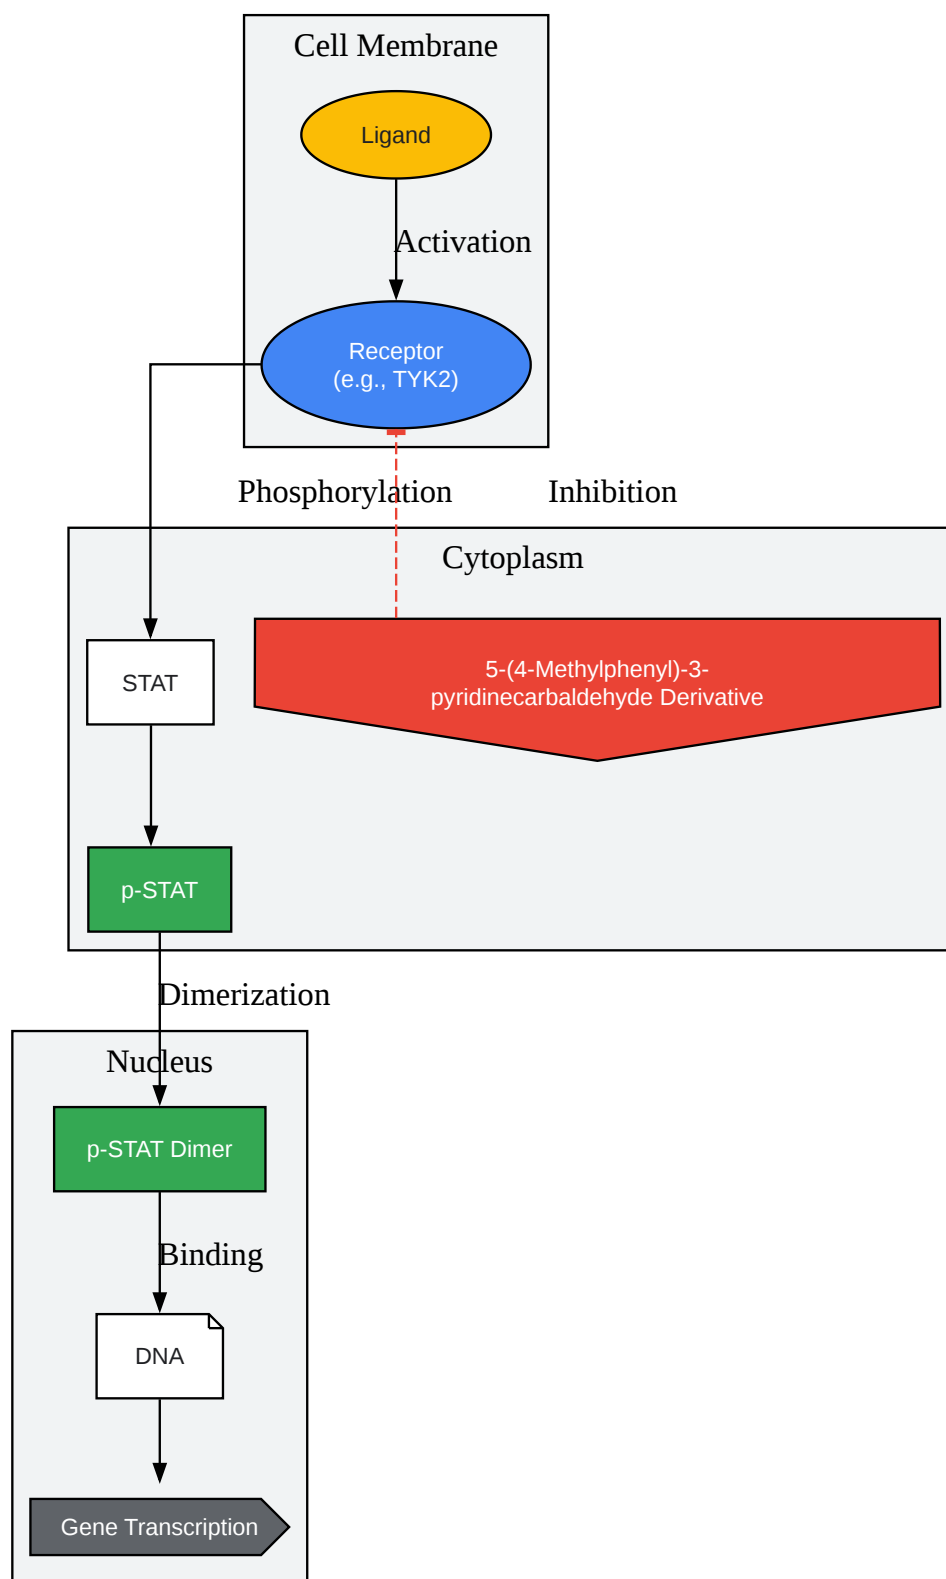 Cell Membrane
Ligand
Activation
Receptor
(e.g., TYK2)
Phosphorylation
Inhibition
Cytoplasm
5-(4-Methylphenyl)-3-
pyridinecarbaldehyde Derivative
STAT
p-STAT
Dimerization
Nucleus
p-STAT Dimer
Binding
DNA
Gene Transcription